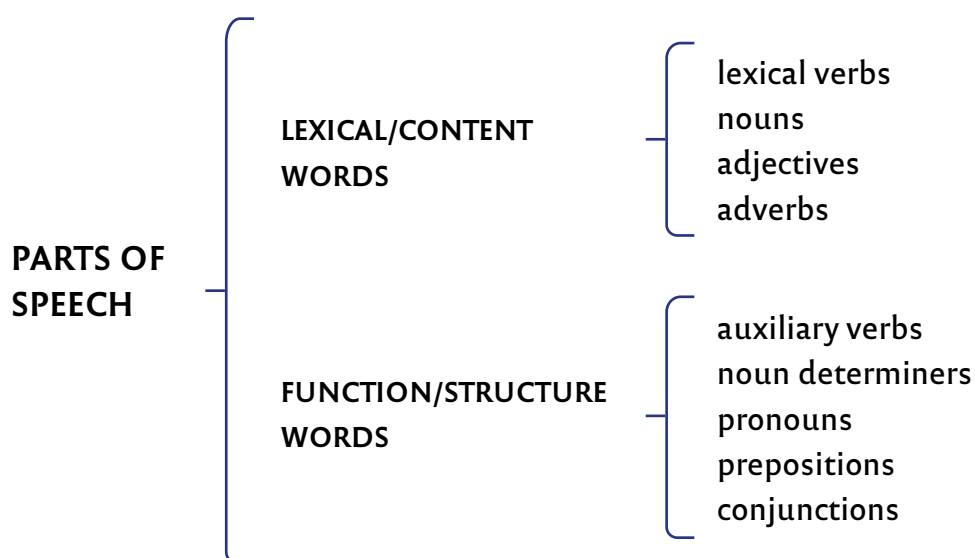 PARTS OF
SPEECH
LEXICAL/CONTENT
WORDS
lexical verbs
nouns
adjectives
adverbs
FUNCTION/STRUCTURE
WORDS
auxiliary verbs
noun determiners
pronouns
prepositions
conjunctions